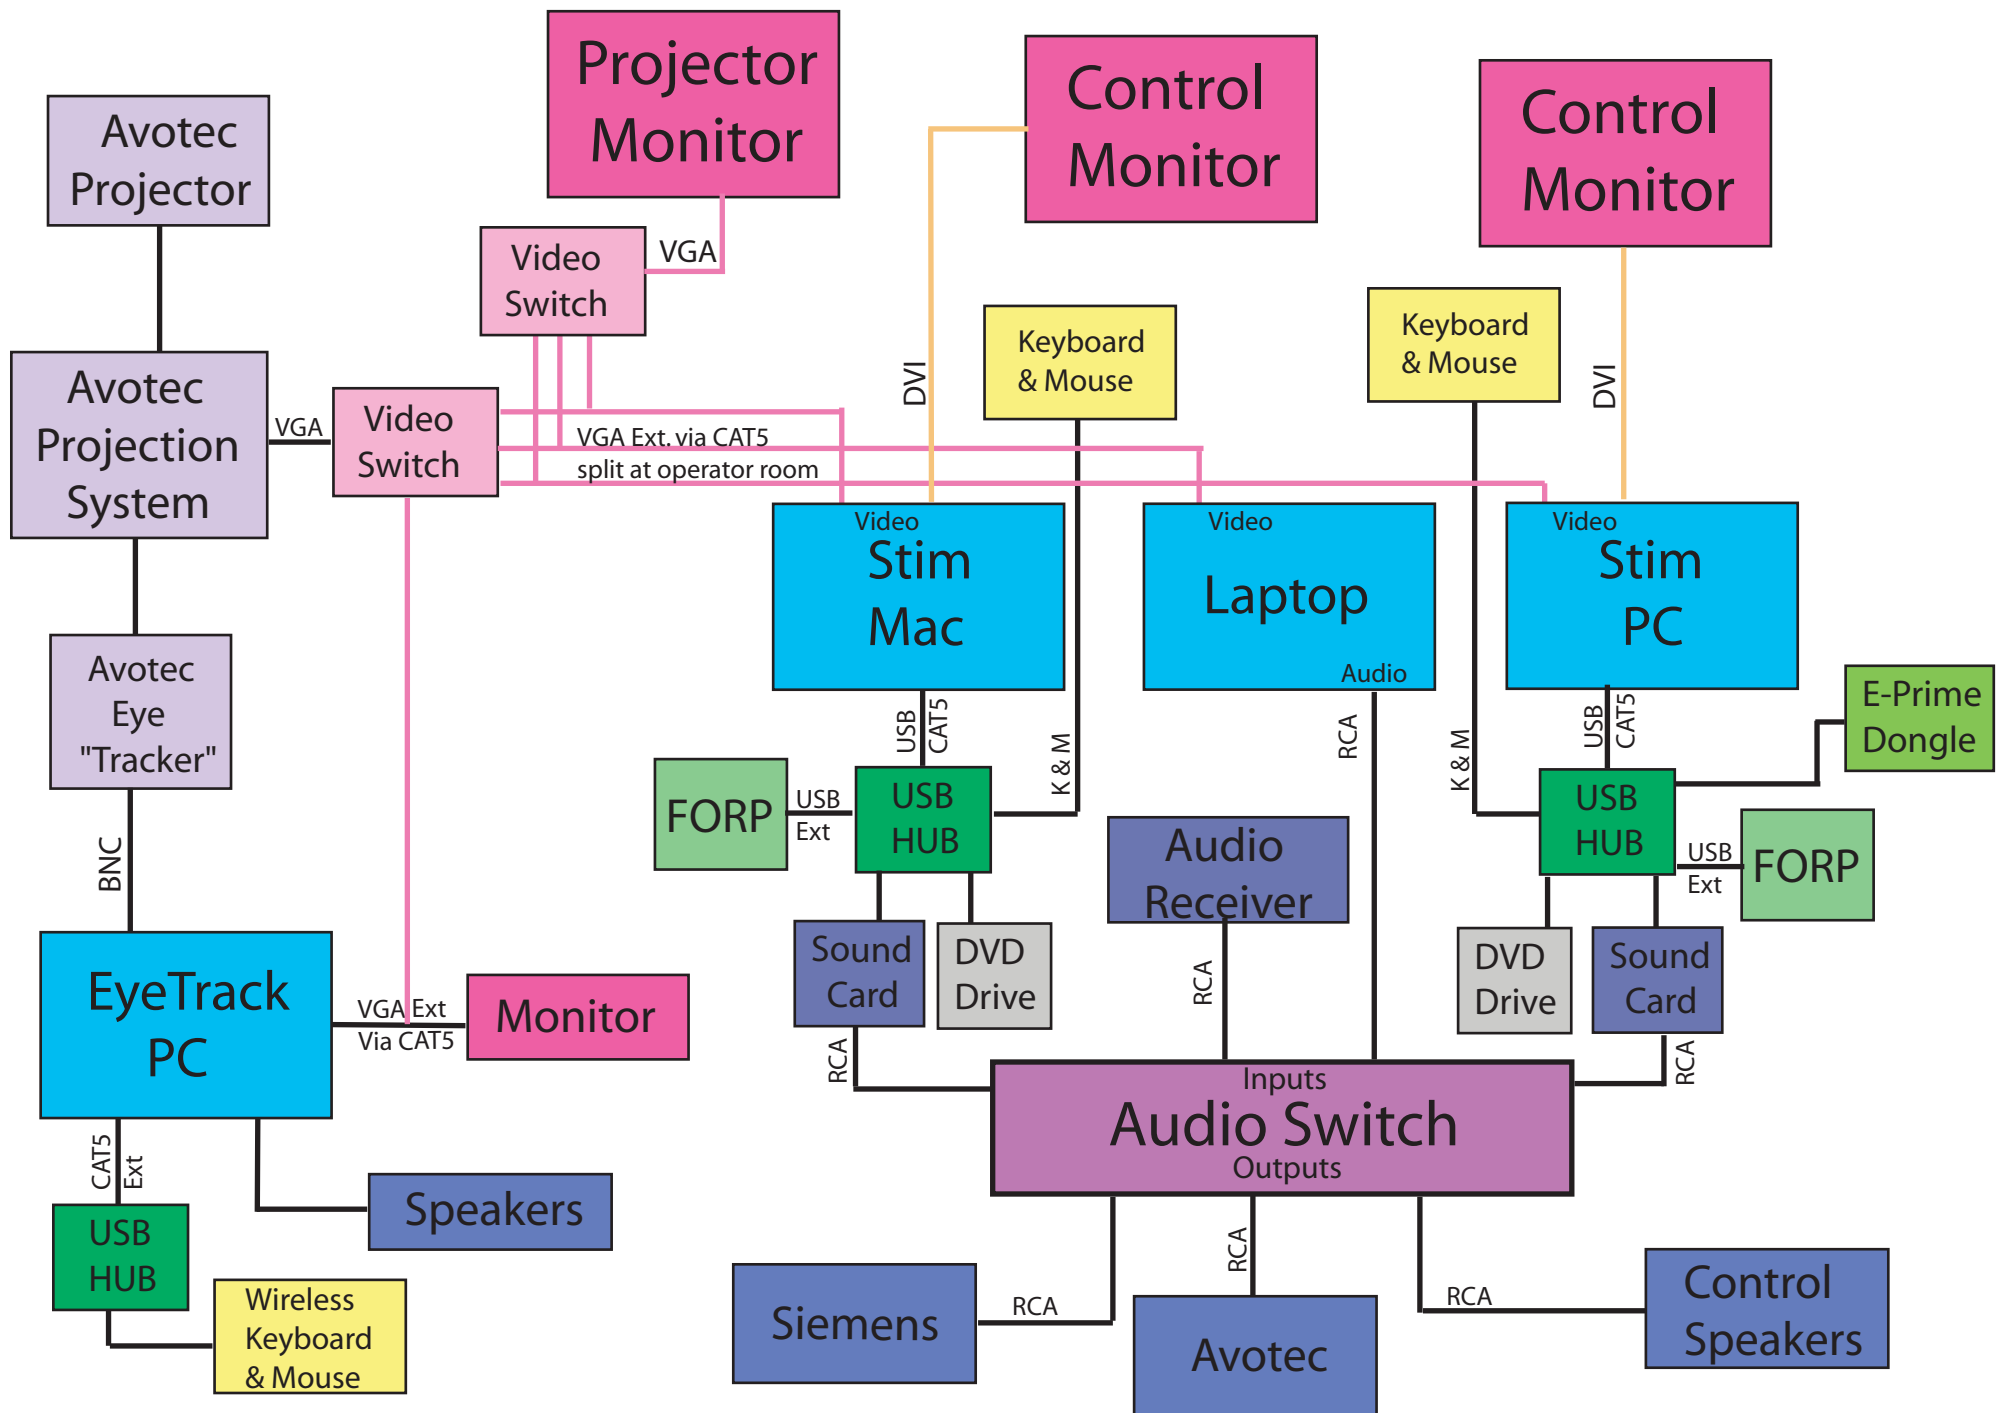 Projector
Monitor
Control
Monitor
Control
Monitor
Avotec
Projector
Video
Switch
VGA
Keyboard
& Mouse
Keyboard
& Mouse
DVI
DVI
Avotec
Projection
System
VGA
Video
Switch
VGA Ext. via CAT5
split at operator room
Video
Stim
Mac
Video
Laptop
Audio
Video
Stim
PC
Avotec
Eye
"Tracker"
USB
CAT5
K & M
RCA
K & M
USB
CAT5
E-Prime
Dongle
FORP
USB
Ext
USB
HUB
USB
HUB
USB
Ext
FORP
BNC
Audio
Receiver
Sound
Card
DVD
Drive
RCA
DVD
Drive
Sound
Card
EyeTrack
PC
VGA Ext
Via CAT5
Monitor
RCA
RCA
Inputs
Audio Switch
Outputs
CAT5
Ext
Speakers
USB
HUB
Wireless
Keyboard
& Mouse
Siemens
RCA
RCA
Avotec
RCA
Control
Speakers